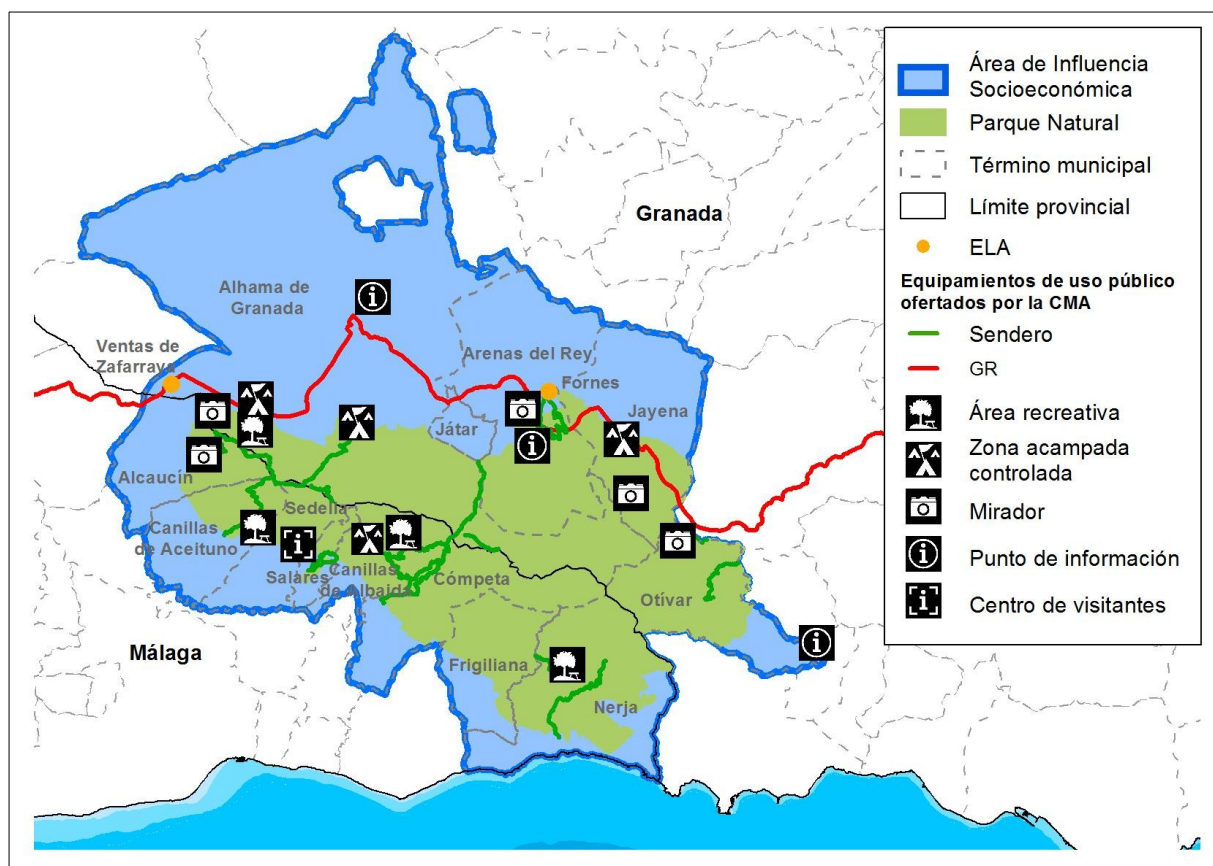 Área de Influencia
Socioeconómica
Parque Natural
Término municipal
Límite provincial
ELA
Equipamientos de uso público
ofertados por la CMA
Sendero
GR
Área recreativa
Zona acampada
controlada
Mirador
Punto de información
Centro de visitantes
Granada
Alhama de
Granada
Ventas de
Zafarraya
Arenas del Rey
Fornes
Jayena
Játar
Alcaucín
Sedella
Canillas
de Aceituno
Salares
Canillas
de Albaida
Cómpeta
Otívar
Málaga
Frigiliana
Nerja